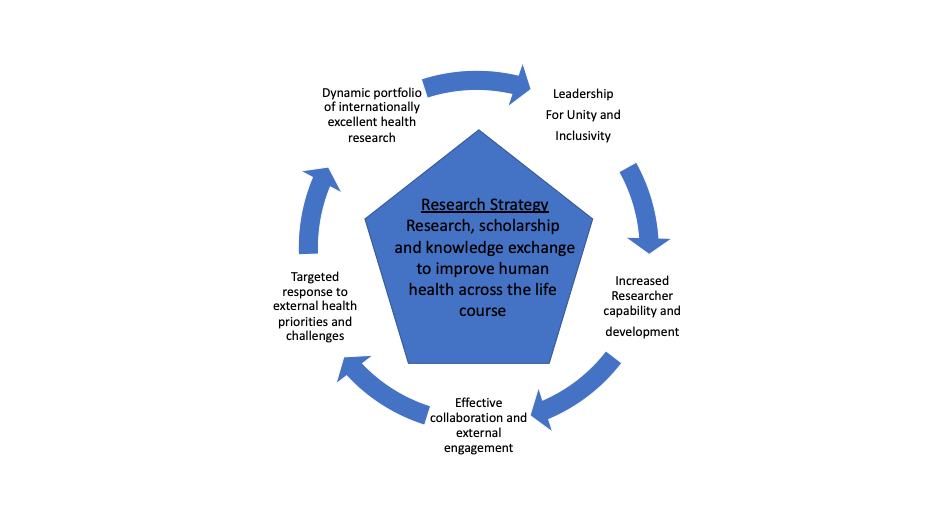 Dynamic portfolio
of internationally
excellent health
research
Leadership
For Unity and
Inclusivity
Research Strategy
Research, scholarship
and knowledge exchange
to improve human
health across the life
course
Targeted
response to
external health
priorities and
challenges
Increased
Researcher
capability and
development
Effective
collaboration and
external
engagement